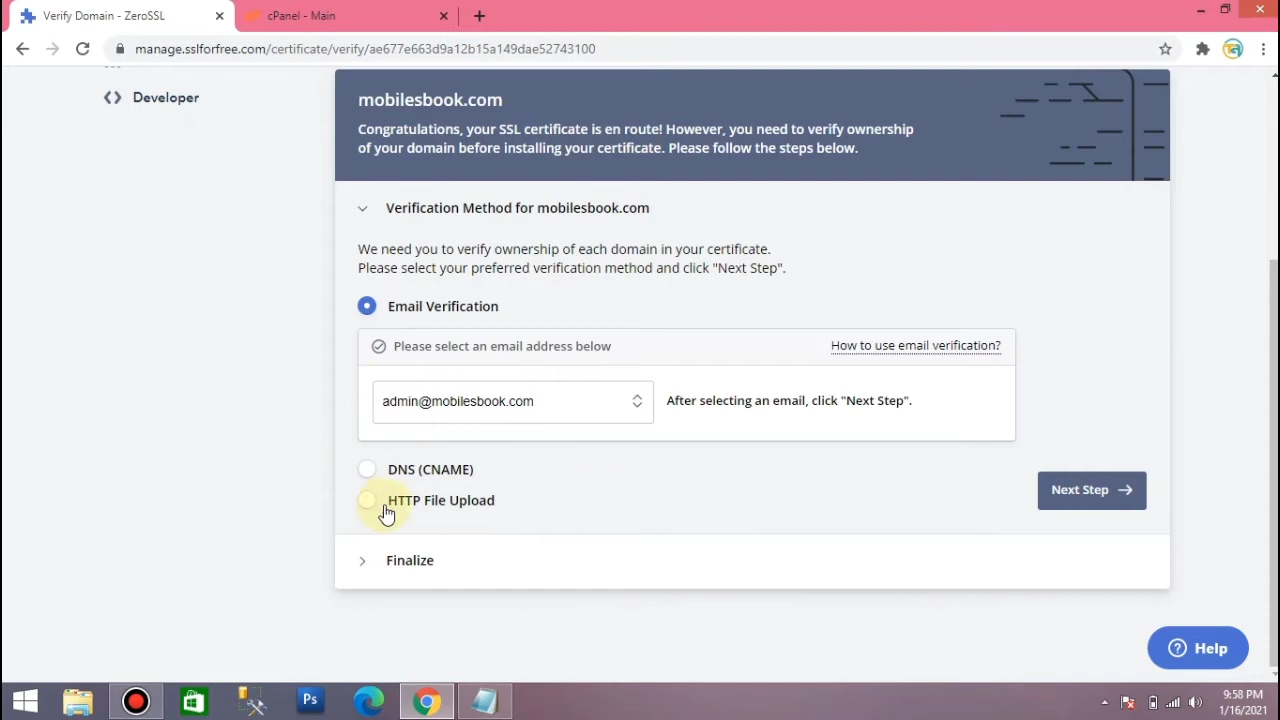 Verify Domain - ZeroSSL
cPanel - Main
manage.sslforfree.com/certificate/verify/ae677e663d9a12b15a149dae52743100
Developer
mobilesbook.com
Congratulations, your SSL certificate is en route! However, you need to verify ownership
of your domain before installing your certificate. Please follow the steps below.
Verification Method for mobilesbook.com
We need you to verify ownership of each domain in your certificate.
Please select your preferred verification method and click "Next Step".
Email Verification
Please select an email address below
How to use email verification?
admin@mobilesbook.com
After selecting an email, click "Next Step".
DNS (CNAME)
HTTP File Upload
Next Step
Finalize
Help
Ps
9:58 PM
1/16/2021